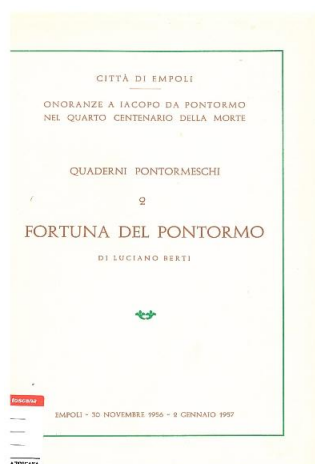 CITTÀ DI EMPOLI
ONORANZE A IACOPO DA PONTORMO
NEL QUARTO CENTENARIO DELLA MORTE
QUADERNI PONTORMESCHI
2
FORTUNA DEL PONTORMO
DI LUCIANO BERTI
toscana
EMPOLI - 30 NOVEMBRE 1956 - 2 GENNAIO 1957